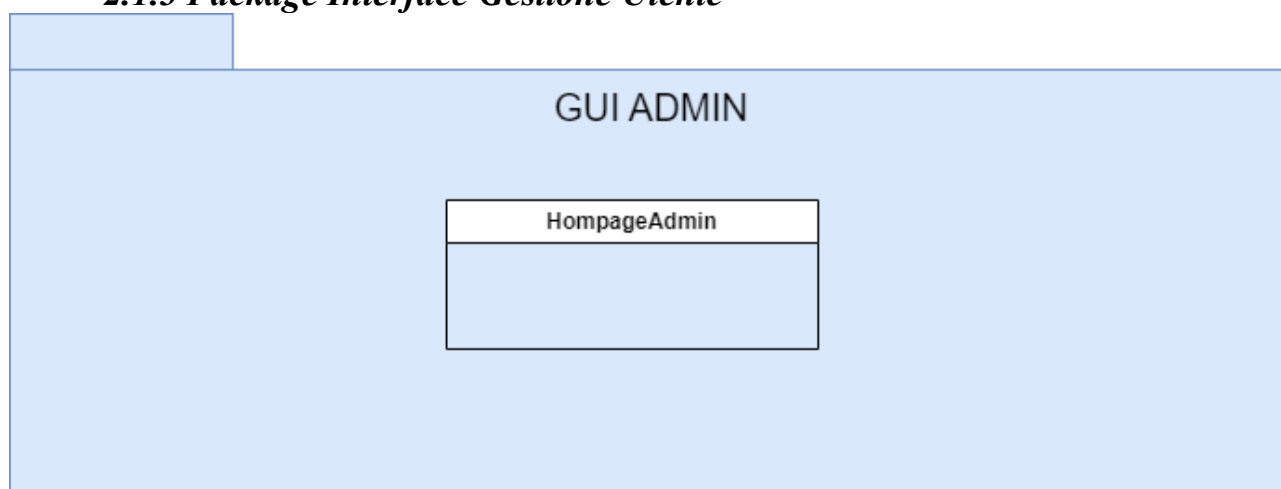 2.1.3 Package Interface Gestione Utente
GUI ADMIN
HompageAdmin